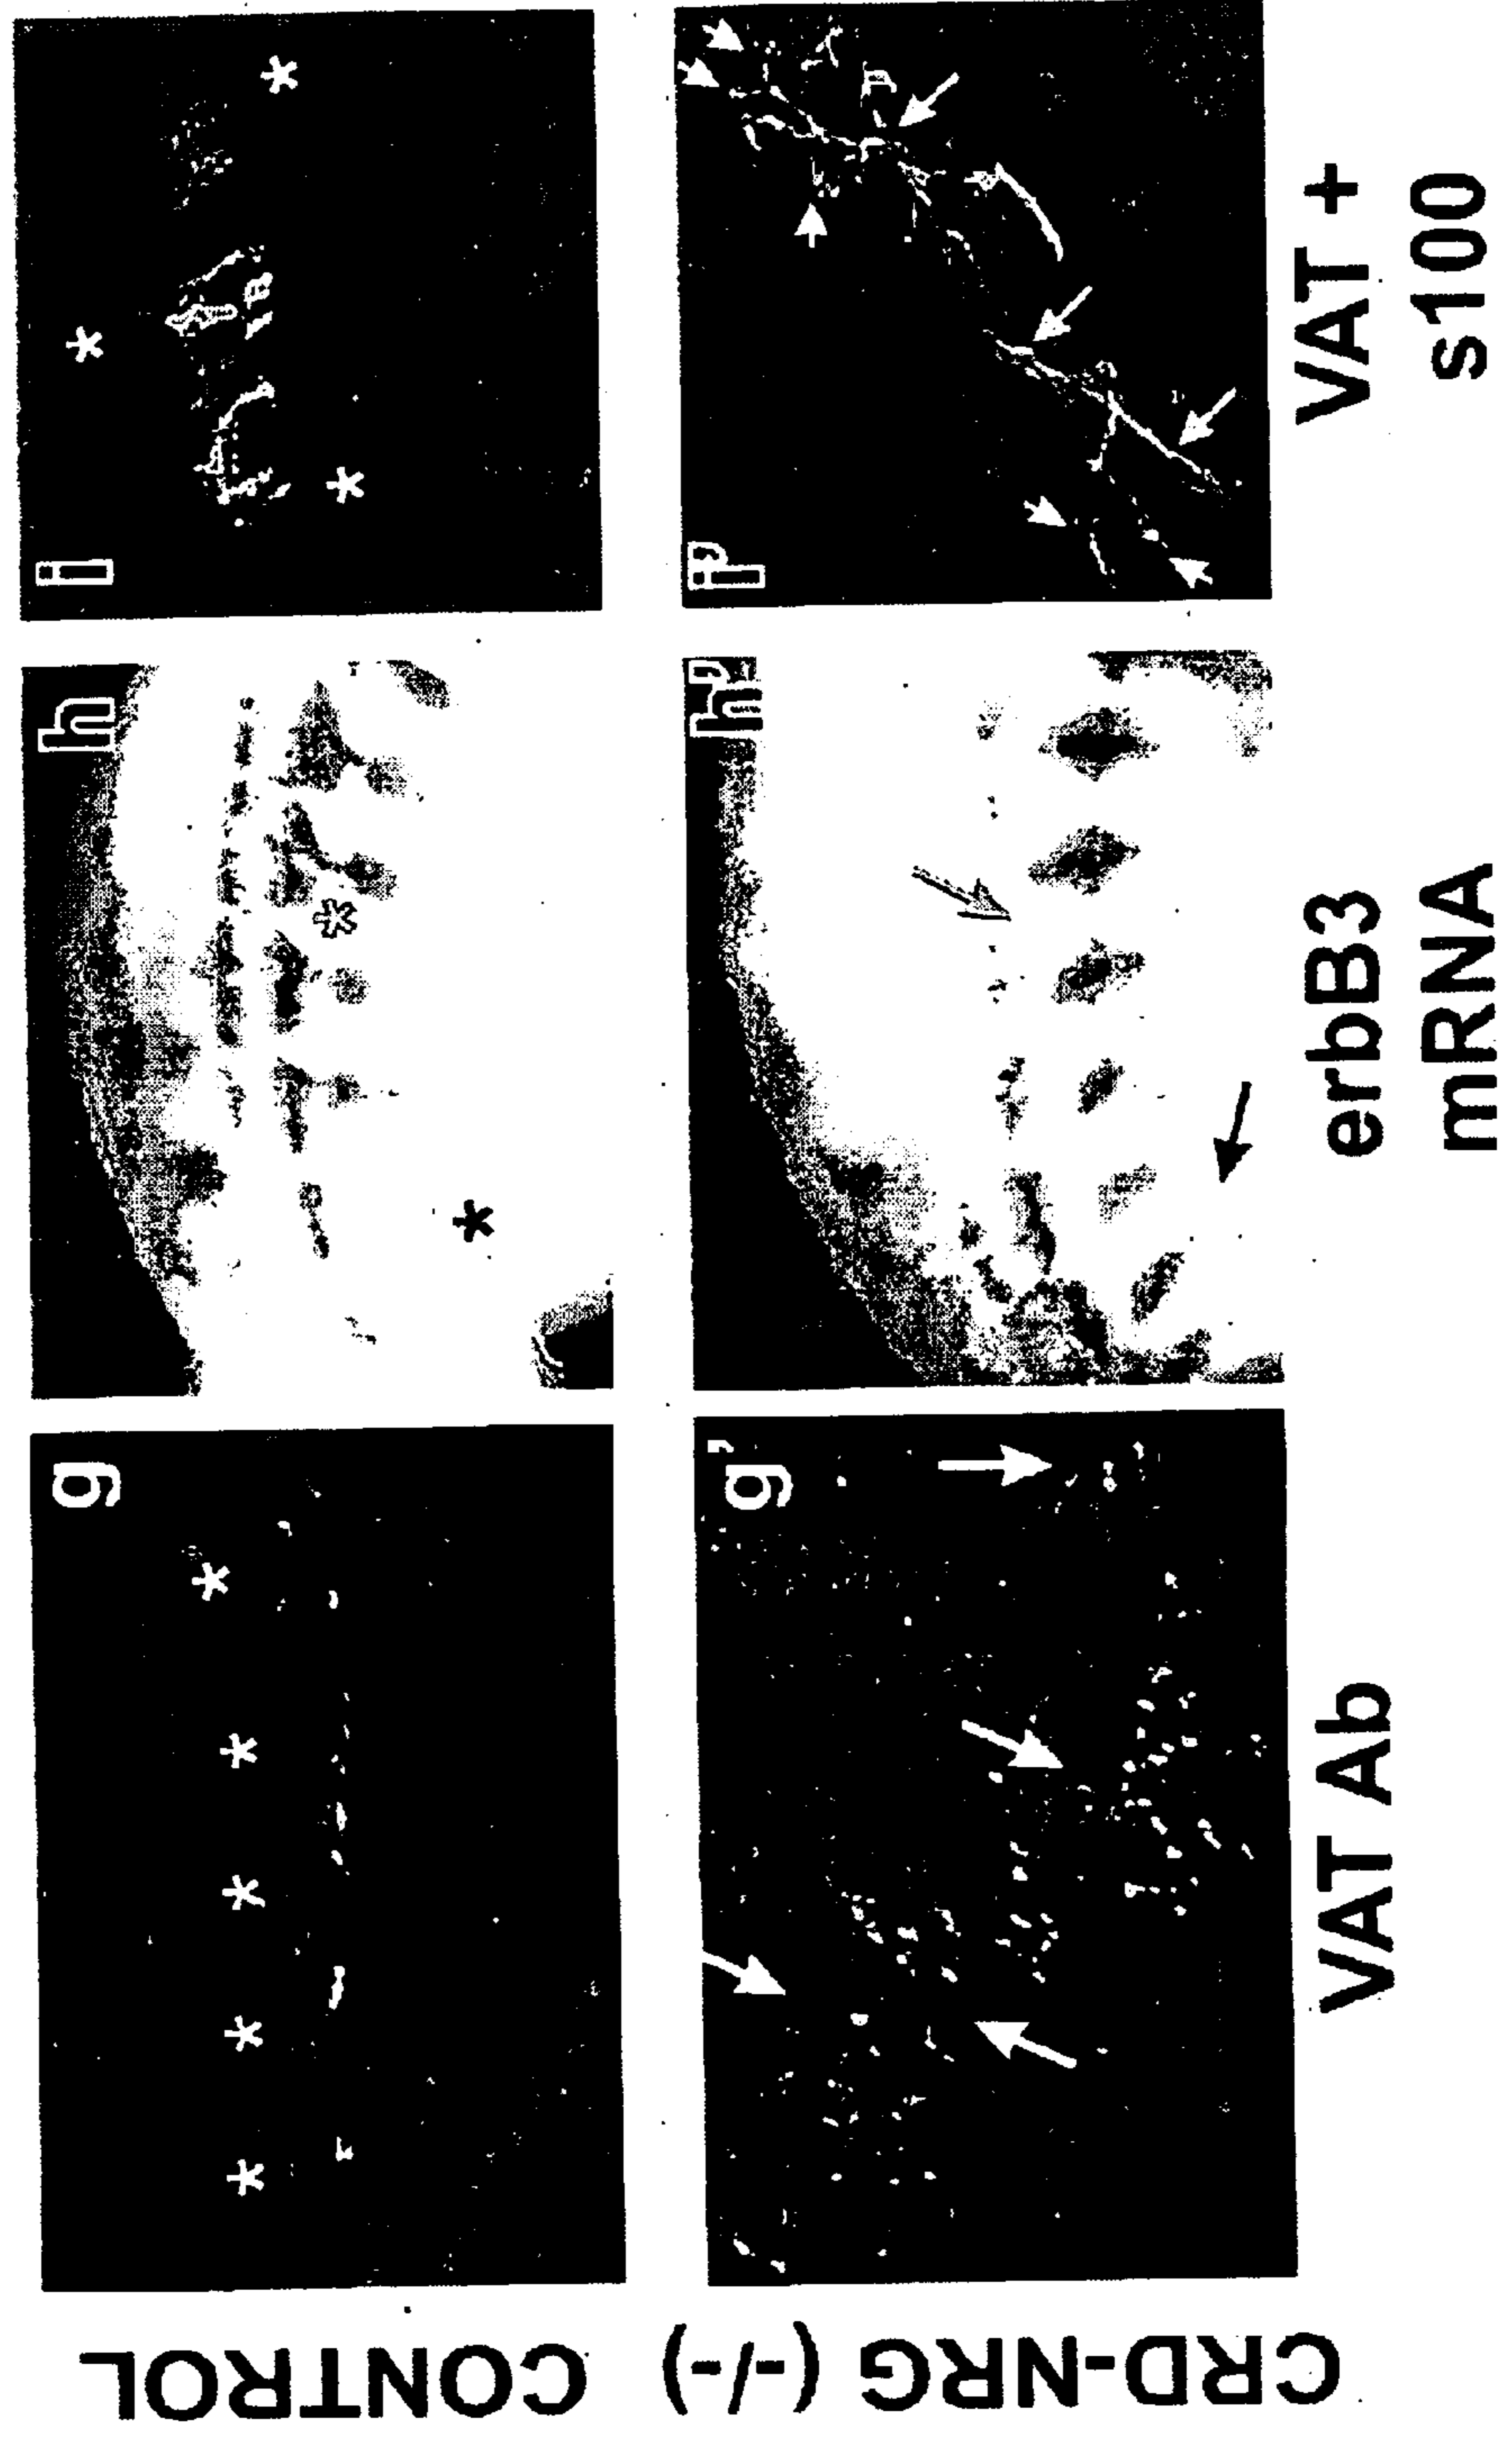 CONTROL
g
h
i
CRD-NRG (-/-)
g'
h'
i'
VAT Ab
erbB3
mRNA
VAT +
s100